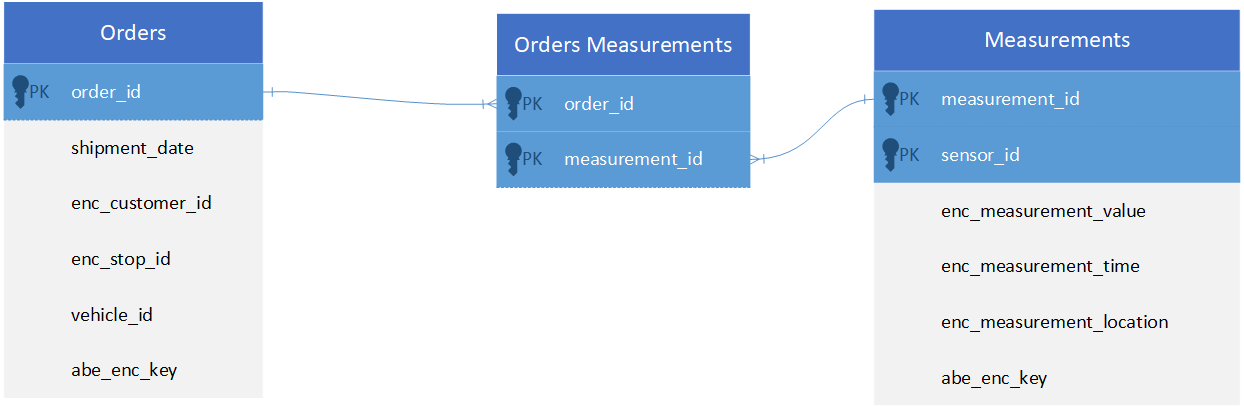 Orders
PK order_id
shipment_date
enc_customer_id
enc_stop_id
vehicle_id
abe_enc_key
Orders Measurements
PK order_id
PK measurement_id
Measurements
PK measurement_id
PK sensor_id
enc_measurement_value
enc_measurement_time
enc_measurement_location
abe_enc_key